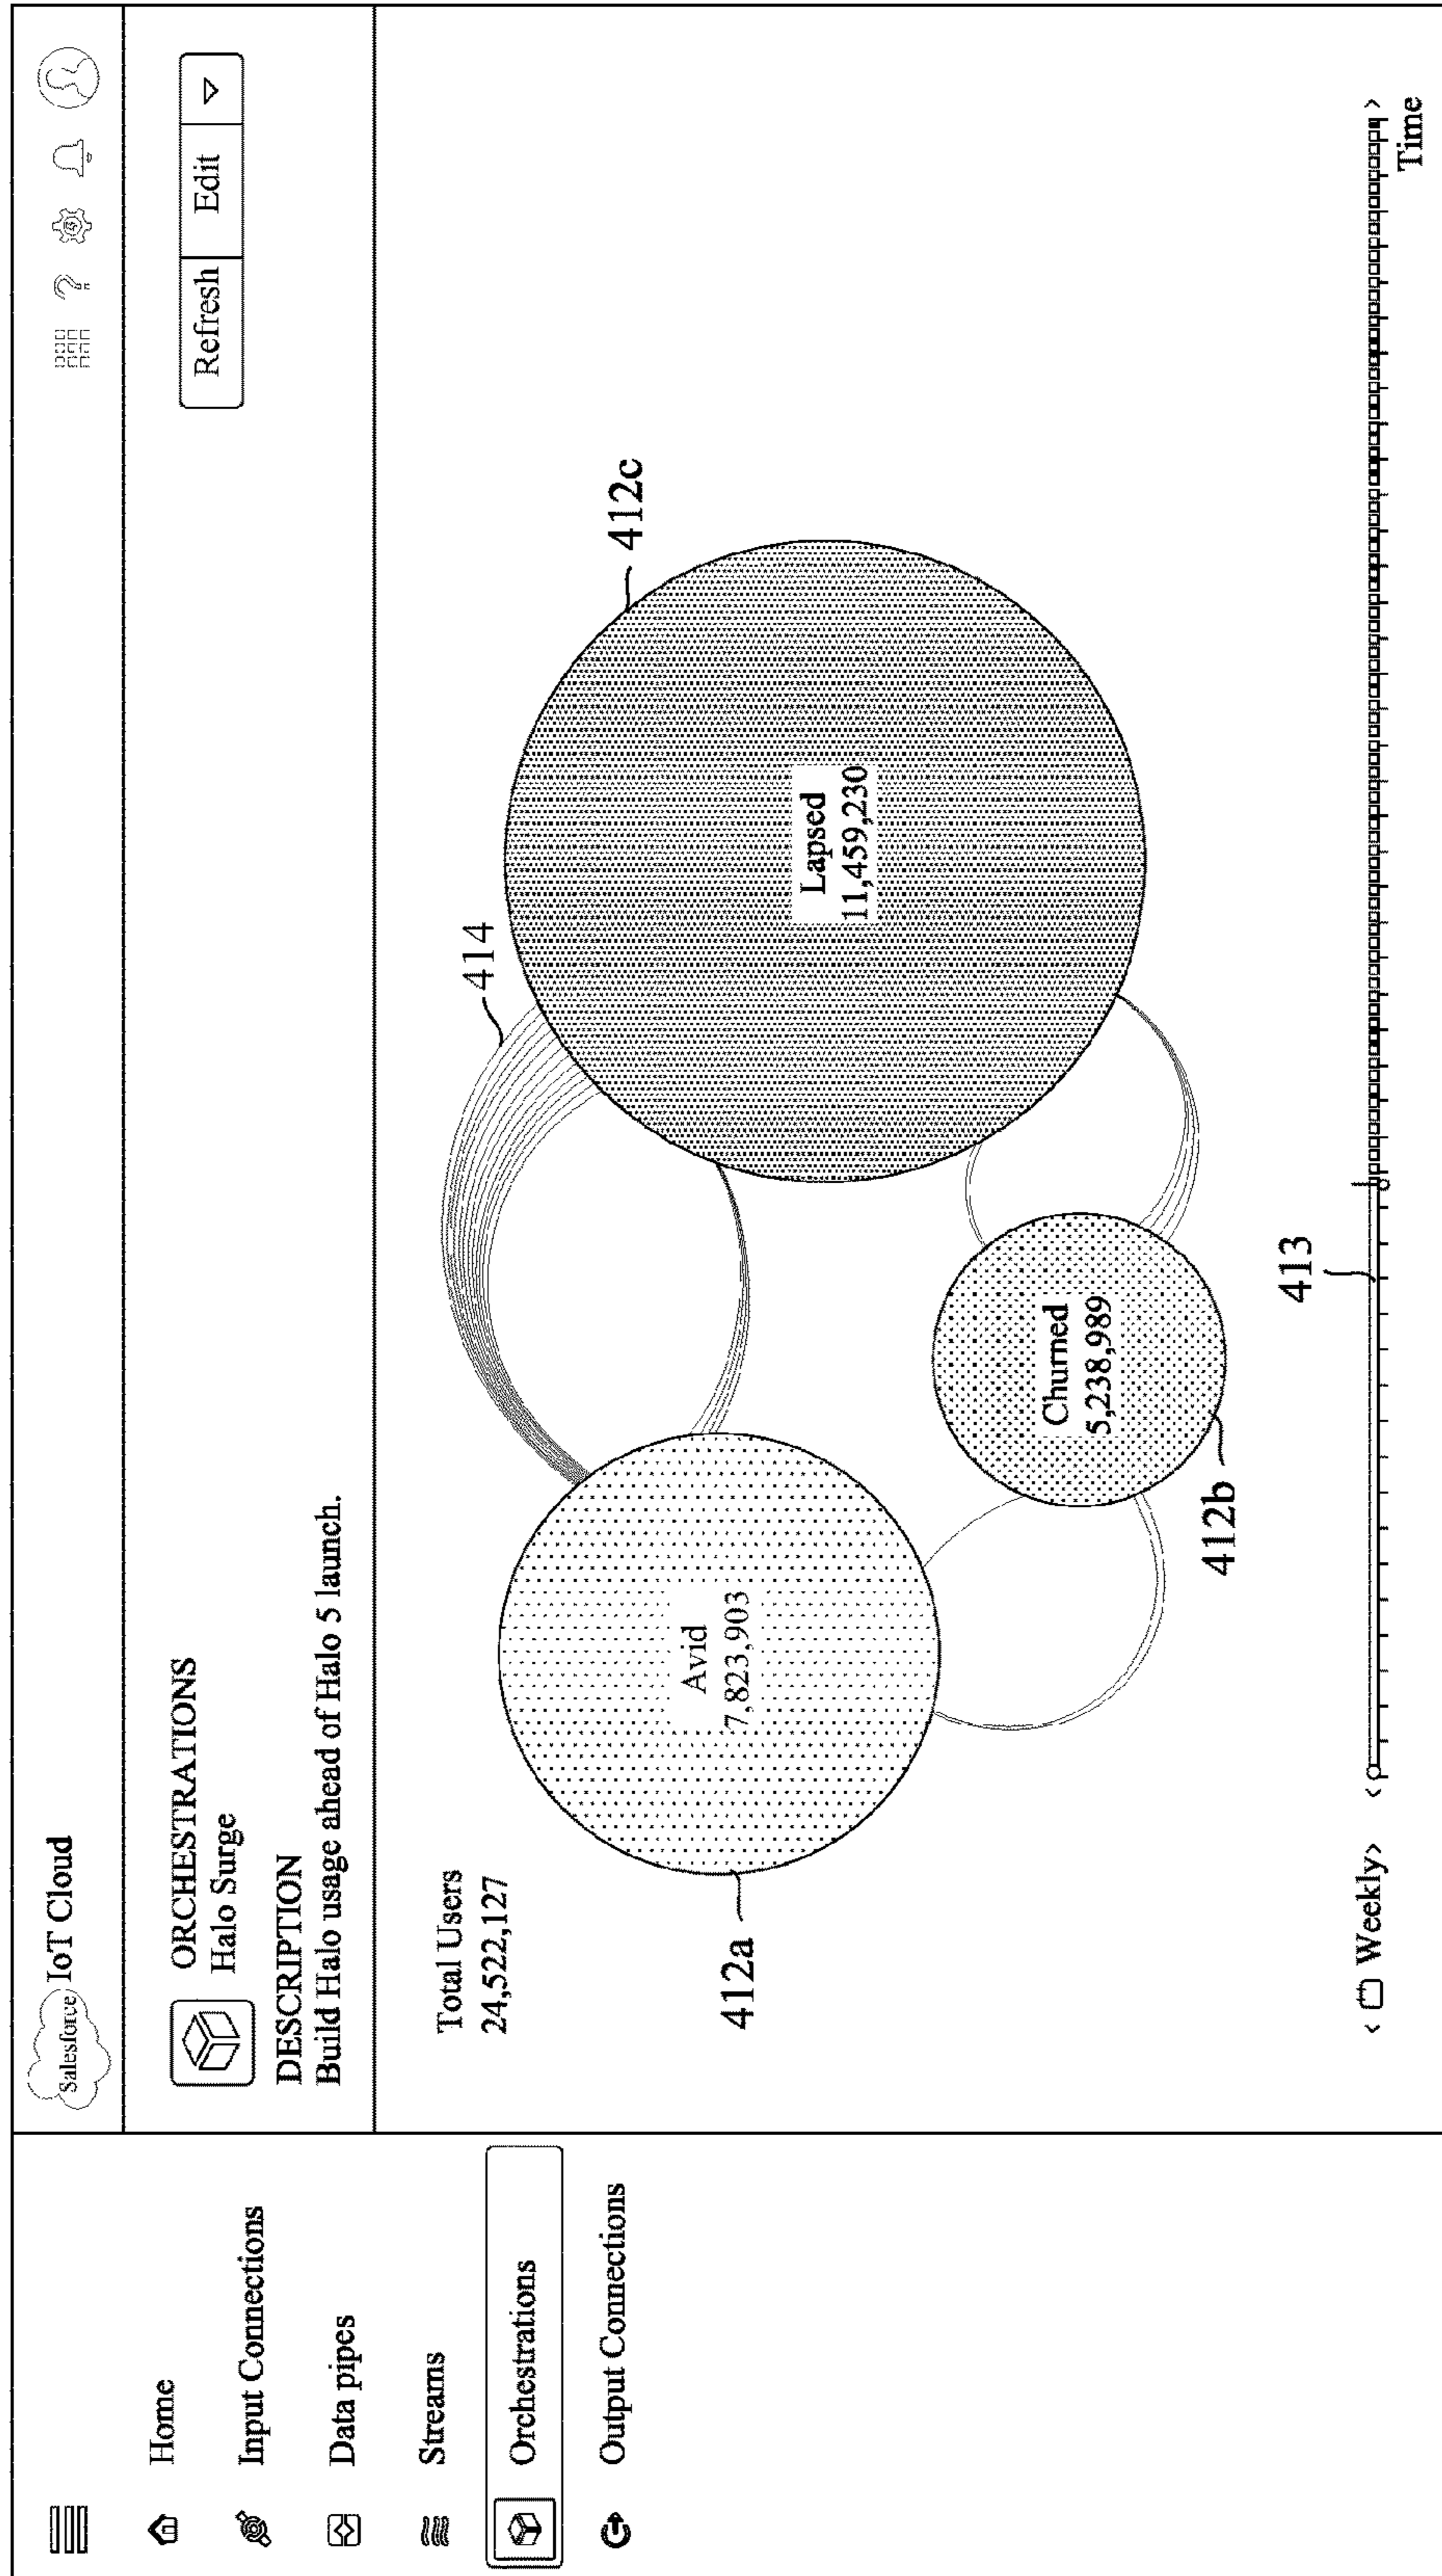 Home
Input Connections
Data pipes
Streams
Orchestrations
Output Connections
Salesforce IoT Cloud
?
ORCHESTRATIONS
Halo Surge
Refresh Edit
DESCRIPTION
Build Halo usage ahead of Halo 5 launch.
Total Users
24,522,127
414
412c
412a
Avid
7,823,903
Lapsed
11,459,230
Churned
5,238,989
412b
413
< Weekly>
< >
Time